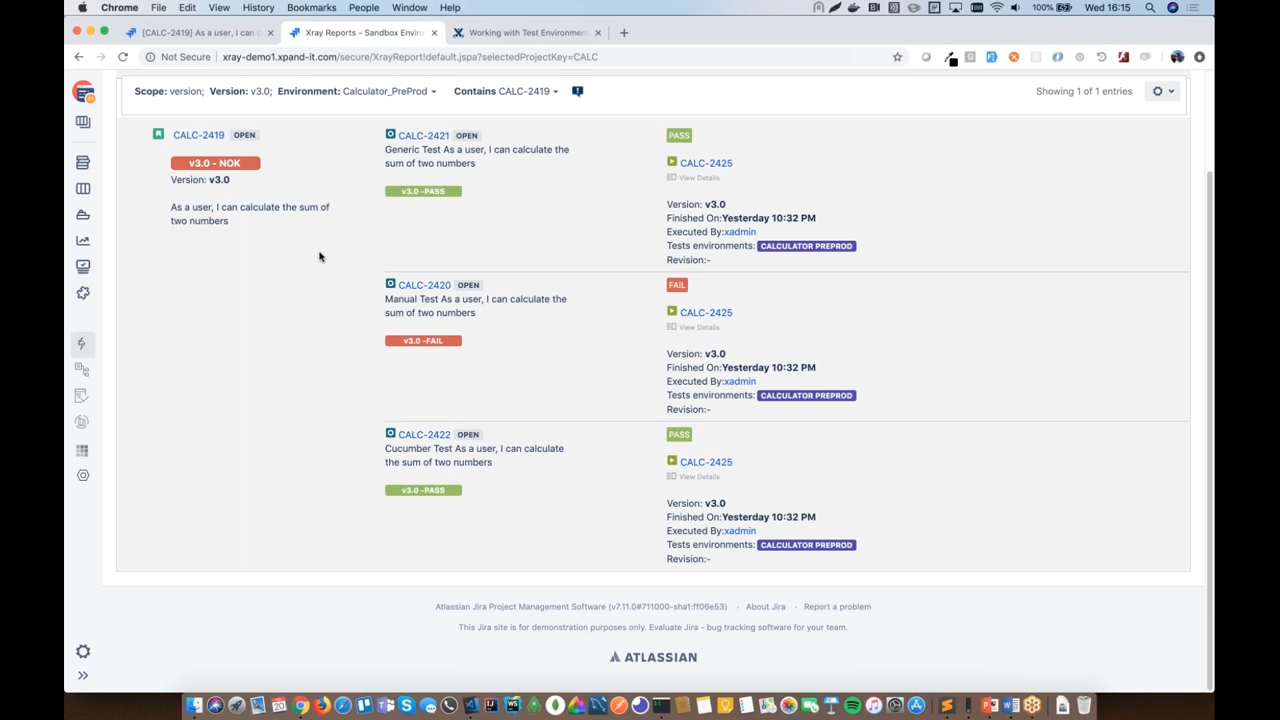 Chrome File Edit View History Bookmarks People Window Help 100% Wed 16:15
[CALC-2419] As a user, I can c
Xray Reports - Sandbox Enviro
Working with Test Environment
Not Secure xray-demo1.xpand-it.com/secure/XrayReport!default.jspa?selectedProjectKey=CALC
Scope: version; Version: v3.0; Environment: Calculator_PreProd Contains CALC-2419 Showing 1 of 1 entries
CALC-2419 OPEN
v3.0 - NOK
Version: v3.0
As a user, I can calculate the sum of
two numbers
CALC-2421 OPEN
Generic Test As a user, I can calculate the
sum of two numbers
v3.0 -PASS
PASS
CALC-2425
View Details
Version: v3.0
Finished On:Yesterday 10:32 PM
Executed By:xadmin
Tests environments: CALCULATOR PREPROD
Revision:-
CALC-2420 OPEN
Manual Test As a user, I can calculate the
sum of two numbers
v3.0 -FAIL
FAIL
CALC-2425
View Details
Version: v3.0
Finished On:Yesterday 10:32 PM
Executed By:xadmin
Tests environments: CALCULATOR PREPROD
Revision:-
CALC-2422 OPEN
Cucumber Test As a user, I can calculate
the sum of two numbers
v3.0 -PASS
PASS
CALC-2425
View Details
Version: v3.0
Finished On:Yesterday 10:32 PM
Executed By:xadmin
Tests environments: CALCULATOR PREPROD
Revision:-
Atlassian Jira Project Management Software (v7.11.0#711000-sha1:ff06e53) · About Jira · Report a problem
This Jira site is for demonstration purposes only. Evaluate Jira - bug tracking software for your team.
ATLASSIAN